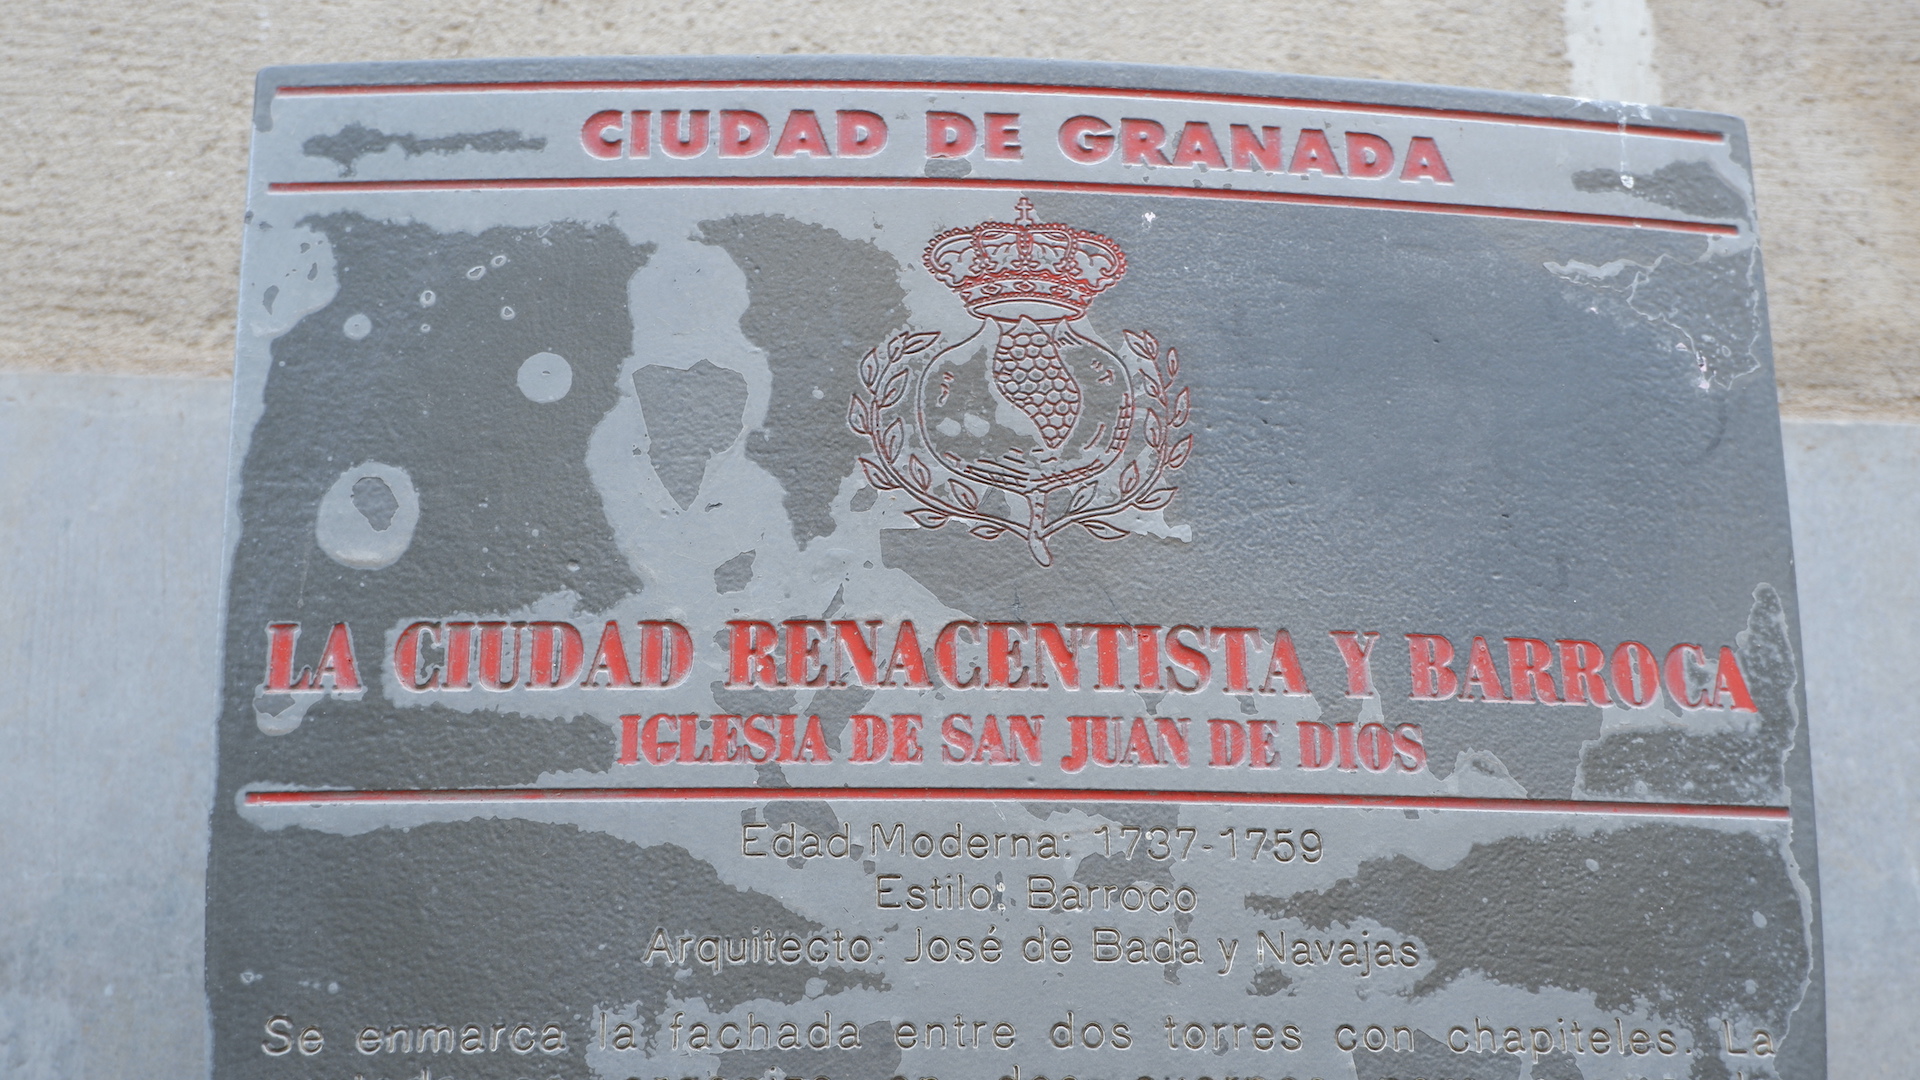 CIUDAD DE GRANADA
LA CIUDAD RENACENTISTA Y BARROCA
IGLESIA DE SAN JUAN DE DIOS
Edad Moderna: 1737-1759
Estilo: Barroco
Arquitecto: José de Bada y Navajas
Se enmarca la fachada entre dos torres con chapiteles. La